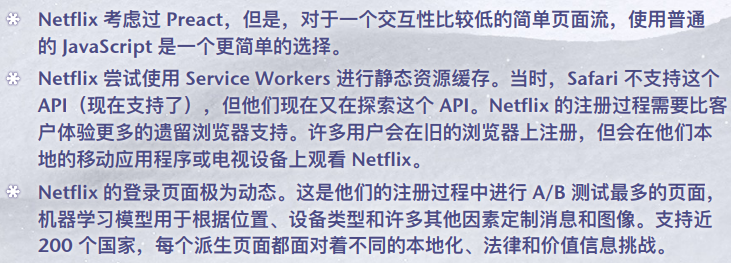 Netflix 考虑过 Preact，但是，对于一个交互性比较低的简单页面流，使用普通
的 JavaScript 是一个更简单的选择。
Netflix 尝试使用 Service Workers 进行静态资源缓存。当时，Safari 不支持这个
API（现在支持了），但他们现在又在探索这个 API。Netflix 的注册过程需要比客
户体验更多的遗留浏览器支持。许多用户会在旧的浏览器上注册，但会在他们本
地的移动应用程序或电视设备上观看 Netflix。
Netflix 的登录页面极为动态。这是他们的注册过程中进行 A/B 测试最多的页面，
机器学习模型用于根据位置、设备类型和许多其他因素定制消息和图像。支持近
200 个国家，每个派生页面都面对着不同的本地化、法律和价值信息挑战。